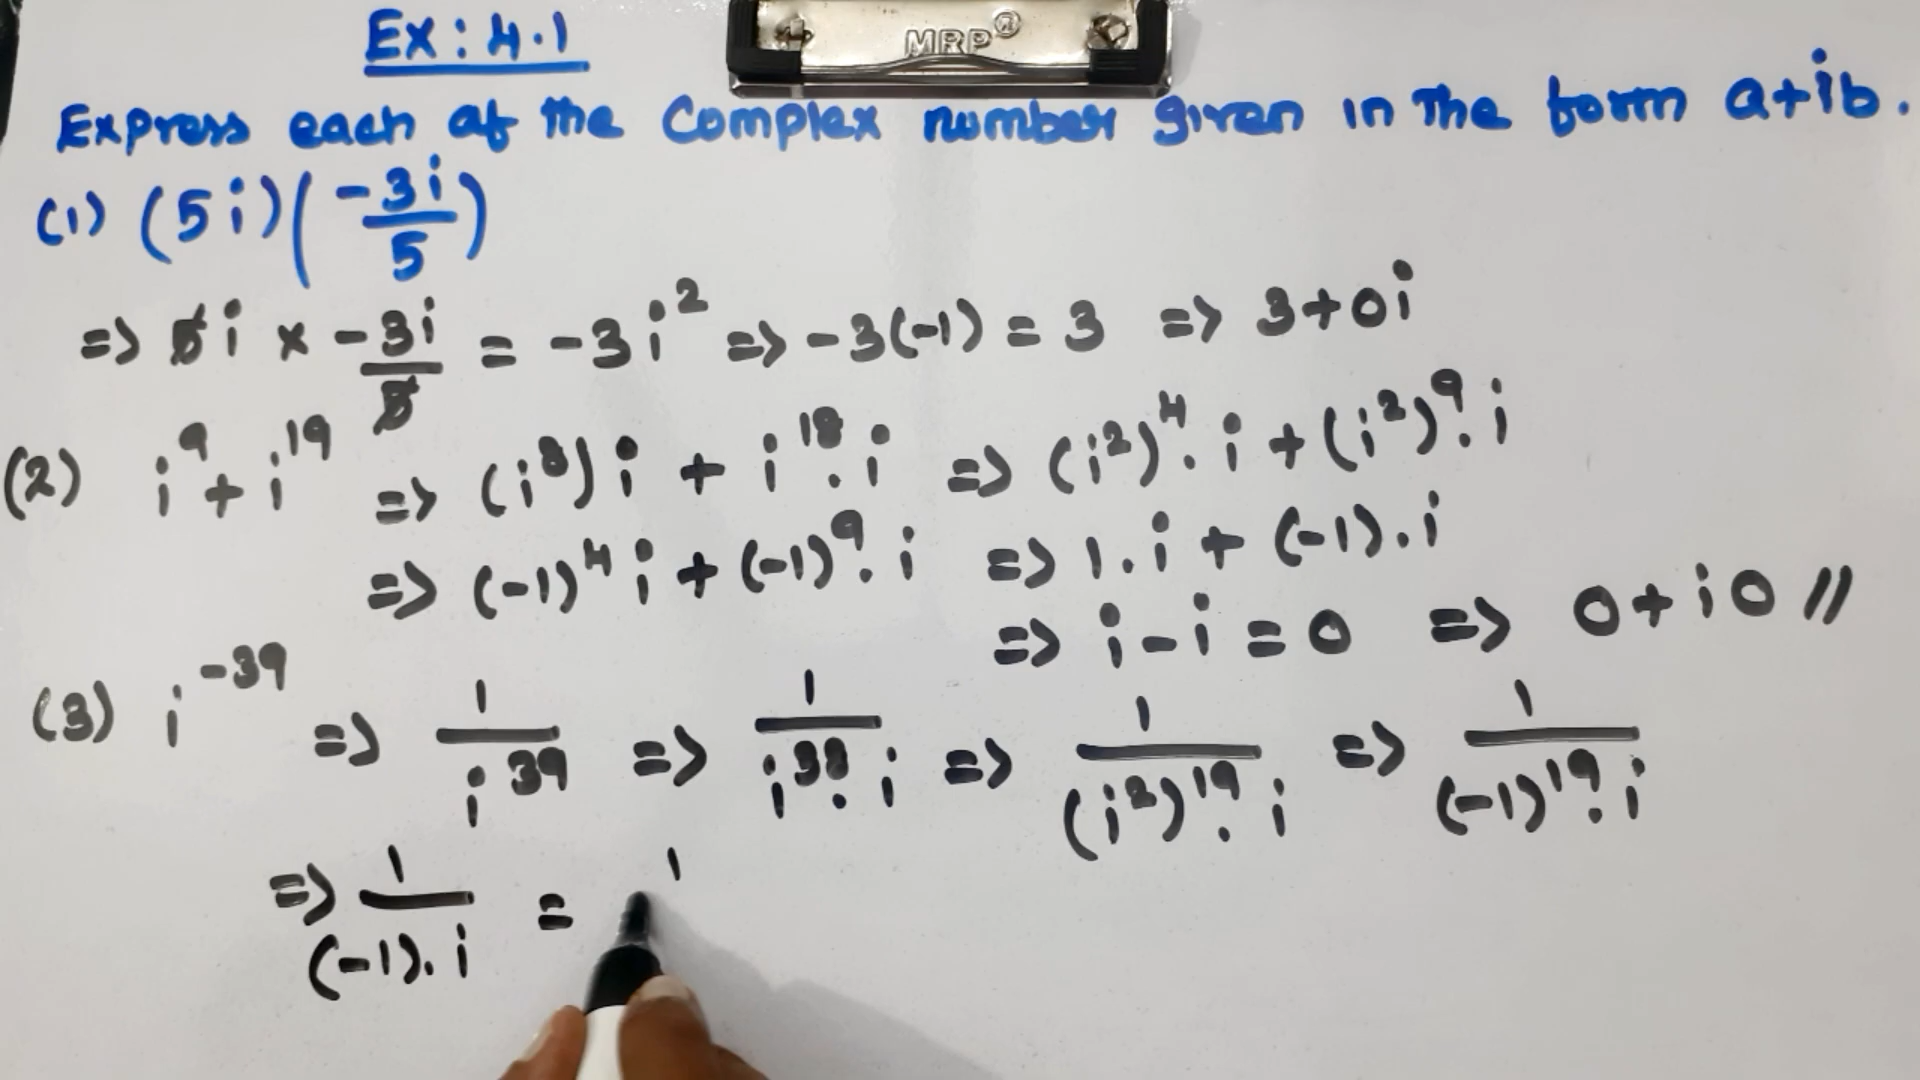 MRP®
Ex: 4.1
Express each of the Complex number given in the form a+ib.
(1) (5i)(-3i/5)
=> 5i x -3i/5 = -3i² => -3(-1) = 3 => 3+0i
(2) i⁹ + i¹⁹ => (i⁸)i + i¹⁸.i => (i²)⁴.i + (i²)⁹.i
=> (-1)⁴i + (-1)⁹.i => 1.i + (-1).i
=> i-i = 0 => 0+i0 //
(3) i⁻³⁹ => 1/i³⁹ => 1/i³⁸.i => 1/(i²)¹⁹.i => 1/(-1)¹⁹.i
=> 1/(-1).i = 1